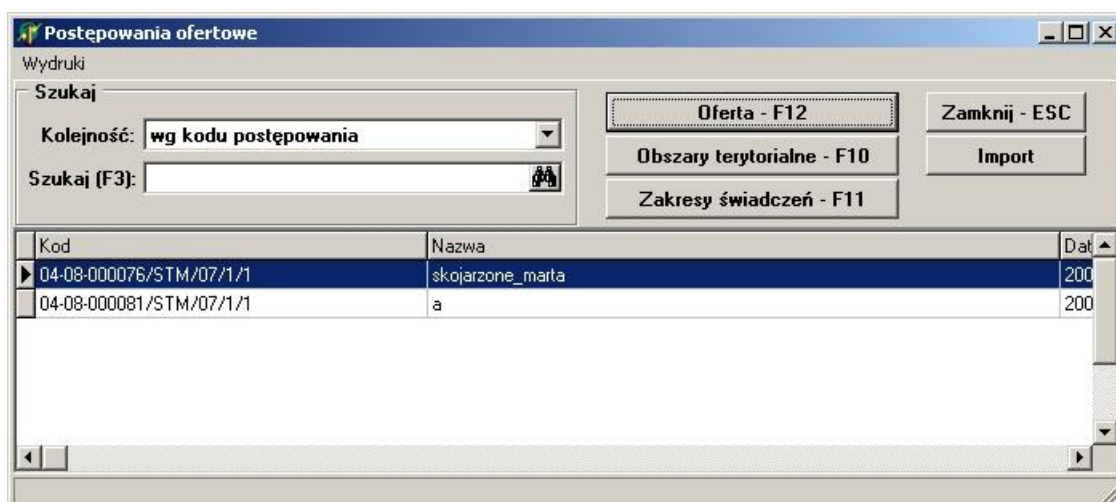 Postępowania ofertowe
Wydruki
Szukaj
Kolejność: wg kodu postępowania
Szukaj (F3):
Oferta - F12
Zamknij - ESC
Obszary terytorialne - F10
Import
Zakresy świadczeń - F11
Kod Nazwa Dat
04-08-000076/STM/07/1/1 skojarzone_marta 200
04-08-000081/STM/07/1/1 a 200